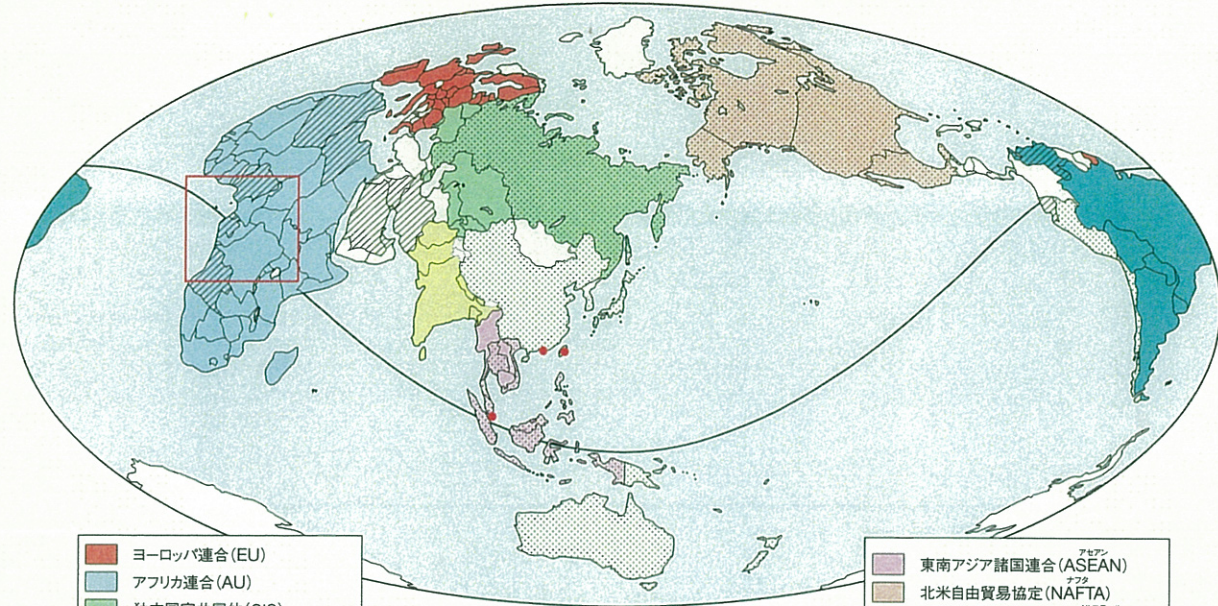 ヨーロッパ連合(EU)
アフリカ連合(AU)
アセアン
東南アジア諸国連合(ASEAN)
ナフタ
北米自由貿易協定(NAFTA)